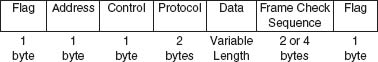 Flag Address Control Protocol Data Frame Check Flag
Sequence
1 1 1 2 Variable 2 or 4 1
byte byte byte bytes Length bytes byte